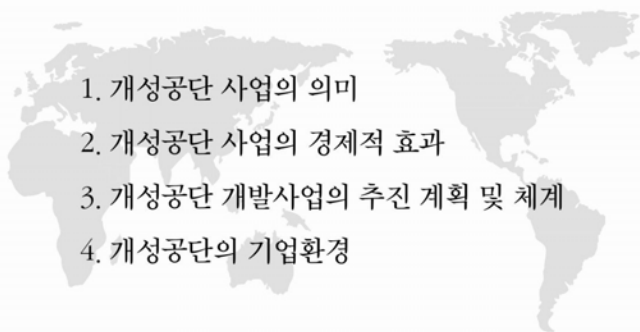 1. 개성공단 사업의 의미
2. 개성공단 사업의 경제적 효과
3. 개성공단 개발사업의 추진 계획 및 체계
4. 개성공단의 기업환경